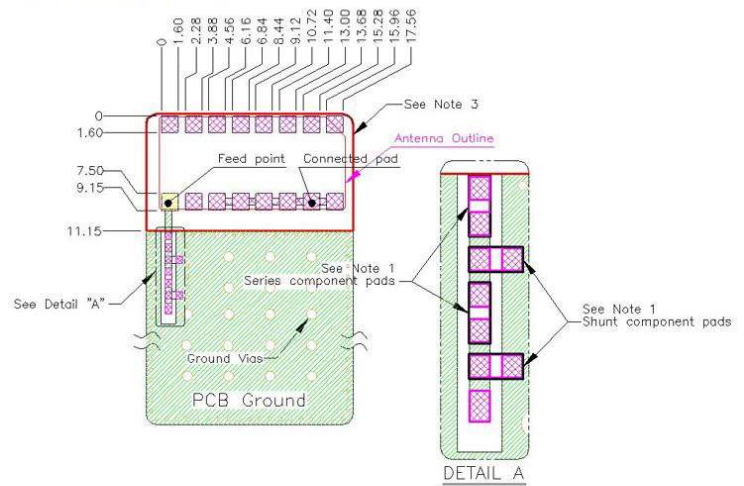 0
1.60
2.28
3.88
4.56
6.16
6.84
8.44
9.12
10.72
11.40
13.00
13.68
15.28
15.96
17.56
0
1.60
See Note 3
Antenna Outline
Feed point
Connected pad
7.50
9.15
11.15
See Note 1
Series component pads
See Detail "A"
See Note 1
Shunt component pads
Ground Vias
PCB Ground
DETAIL A